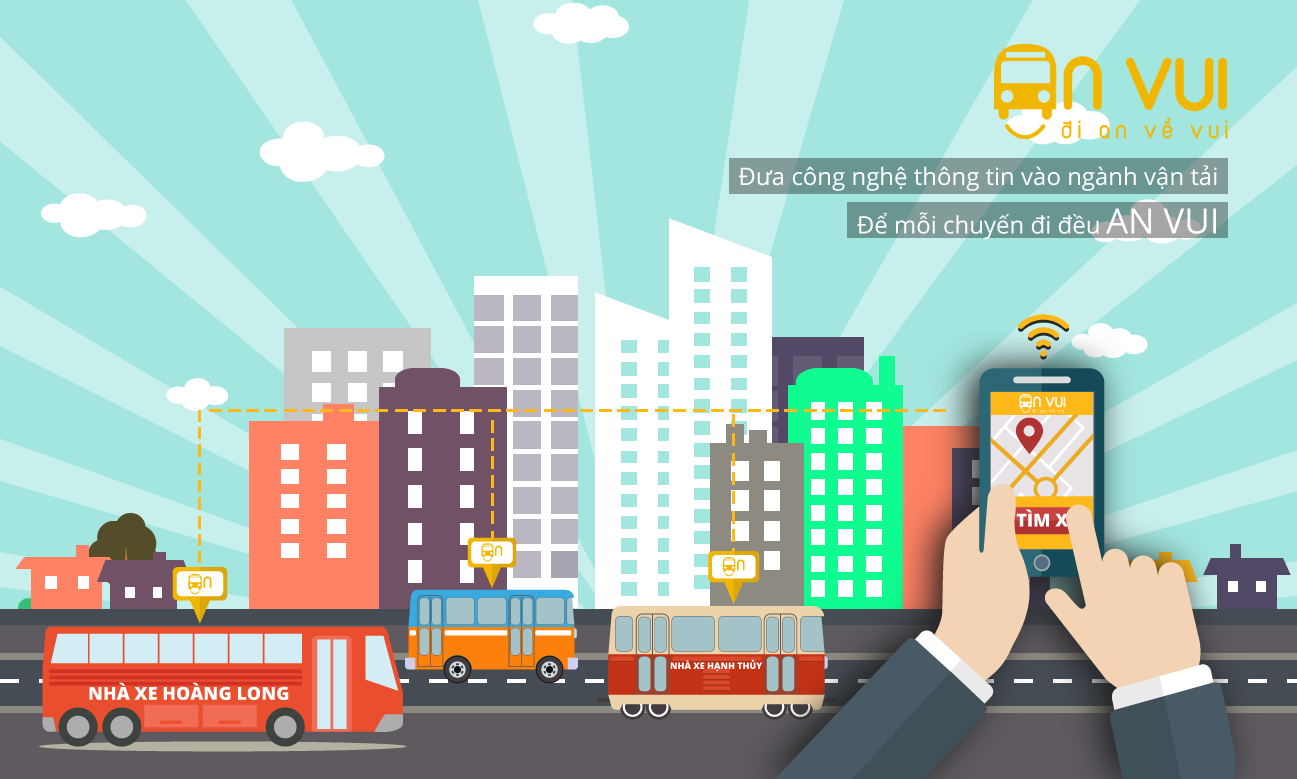 an VUI
đi an về vui
Đưa công nghệ thông tin vào ngành vận tải
Để mỗi chuyến đi đều AN VUI
an VUI
TÌM X
NHÀ XE HẠNH THỦY
NHÀ XE HOÀNG LONG